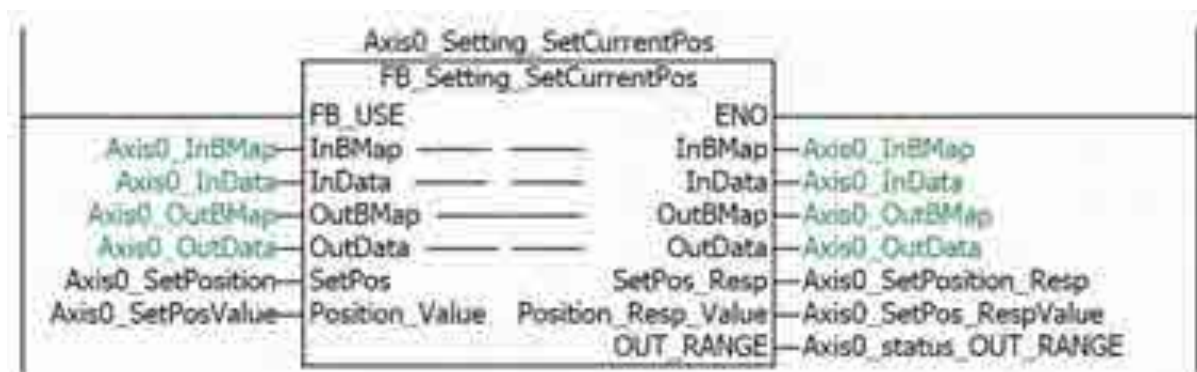 Axis0_Setting_SetCurrentPos
FB_Setting_SetCurrentPos
FB_USE ENO
Axis0_InBMap InBMap InBMap Axis0_InBMap
Axis0_InData InData InData Axis0_InData
Axis0_OutBMap OutBMap OutBMap Axis0_OutBMap
Axis0_OutData OutData OutData Axis0_OutData
Axis0_SetPosition SetPos SetPos_Resp Axis0_SetPosition_Resp
Axis0_SetPosValue Position_Value Position_Resp_Value Axis0_SetPos_RespValue
OUT_RANGE Axis0_status_OUT_RANGE